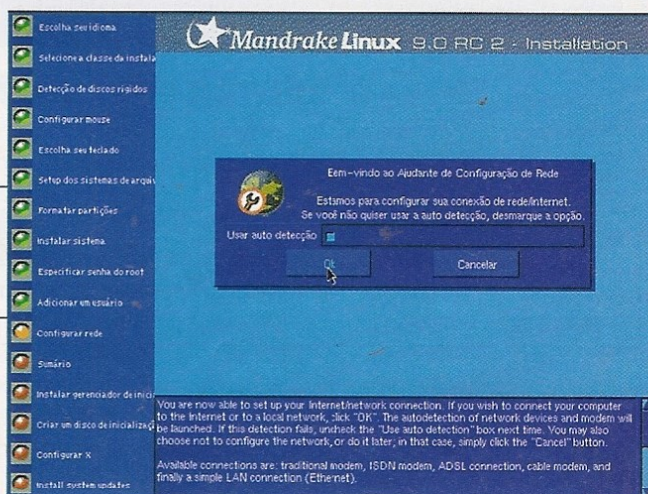 Mandrake Linux 9.0 RC 2 - Installation
Escolha seu idioma
Selecione a classe da instala
Detecção de discos rígidos
Configurar mouse
Escolha seu teclado
Setup dos sistemas de arquiv
Formatar partições
Instalar sistema
Especificar senha do root
Adicionar um usuário
Configurar rede
Sumário
Instalar gerenciador de inici
Criar um disco de inicializaç
Configurar X
Install system updates
Bem-vindo ao Ajudante de Configuração de Rede
Estamos para configurar sua conexão de rede/internet.
Se você não quiser usar a auto detecção, desmarque a opção.
Usar auto detecção
Ok
Cancelar
You are now able to set up your Internet/network connection. If you wish to connect your computer
to the Internet or to a local network, click "OK". The autodetection of network devices and modem will
be launched. If this detection fails, uncheck the "Use auto detection" box next time. You may also
choose not to configure the network, or do it later; in that case, simply click the "Cancel" button.
Available connections are: traditional modem, ISDN modem, ADSL connection, cable modem, and
finally a simple LAN connection (Ethernet).